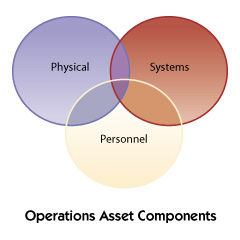 Physical
Systems
Personnel
Operations Asset Components